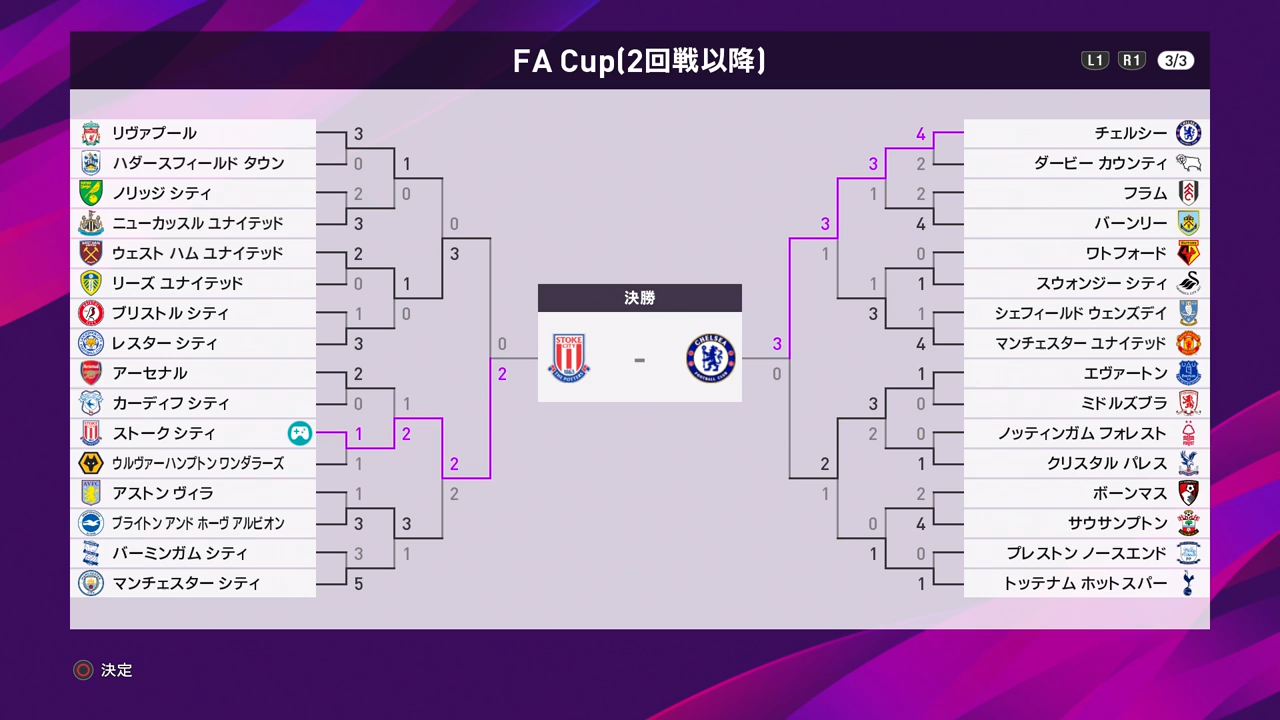 FA Cup(2回戦以降)
L1 R1 3/3
リヴァプール 3
ハダースフィールド タウン 0 1
ノリッジ シティ 2 0
ニューカッスル ユナイテッド 3 0
ウェスト ハム ユナイテッド 2 3
リーズ ユナイテッド 0 1
ブリストル シティ 1 0
レスター シティ 3 0
アーセナル 2 2
カーディフ シティ 0 1
ストーク シティ 1 2
ウルヴァーハンプトン ワンダラーズ 1 2
アストン ヴィラ 1 2
ブライトン アンド ホーヴ アルビオン 3 3
バーミンガム シティ 3 1
マンチェスター シティ 5
決勝
STOKE CITY
1863
THE POTTERS
-
CHELSEA
FOOTBALL CLUB
4 チェルシー
3 2 ダービー カウンティ
1 2 フラム
3 4 バーンリー
1 0 ワトフォード
1 1 スウォンジー シティ
3 1 シェフィールド ウェンズデイ
3 4 マンチェスター ユナイテッド
0 1 エヴァートン
3 0 ミドルズブラ
2 0 ノッティンガム フォレスト
2 1 クリスタル パレス
1 2 ボーンマス
0 4 サウサンプトン
1 0 プレストン ノースエンド
1 トッテナム ホットスパー
決定